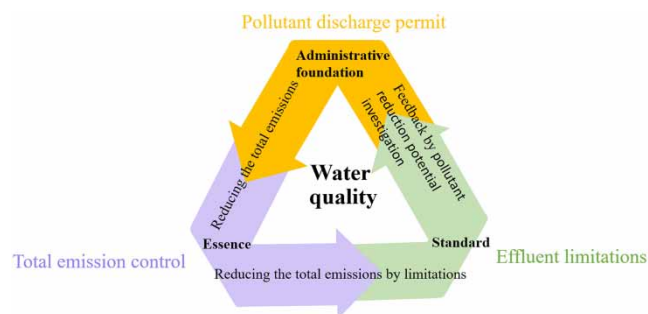 Pollutant discharge permit
Administrative
foundation
Reducing the total emissions
Feedback by pollutant
reduction potential
investigation
Water
quality
Essence
Standard
Total emission control
Reducing the total emissions by limitations
Effluent limitations